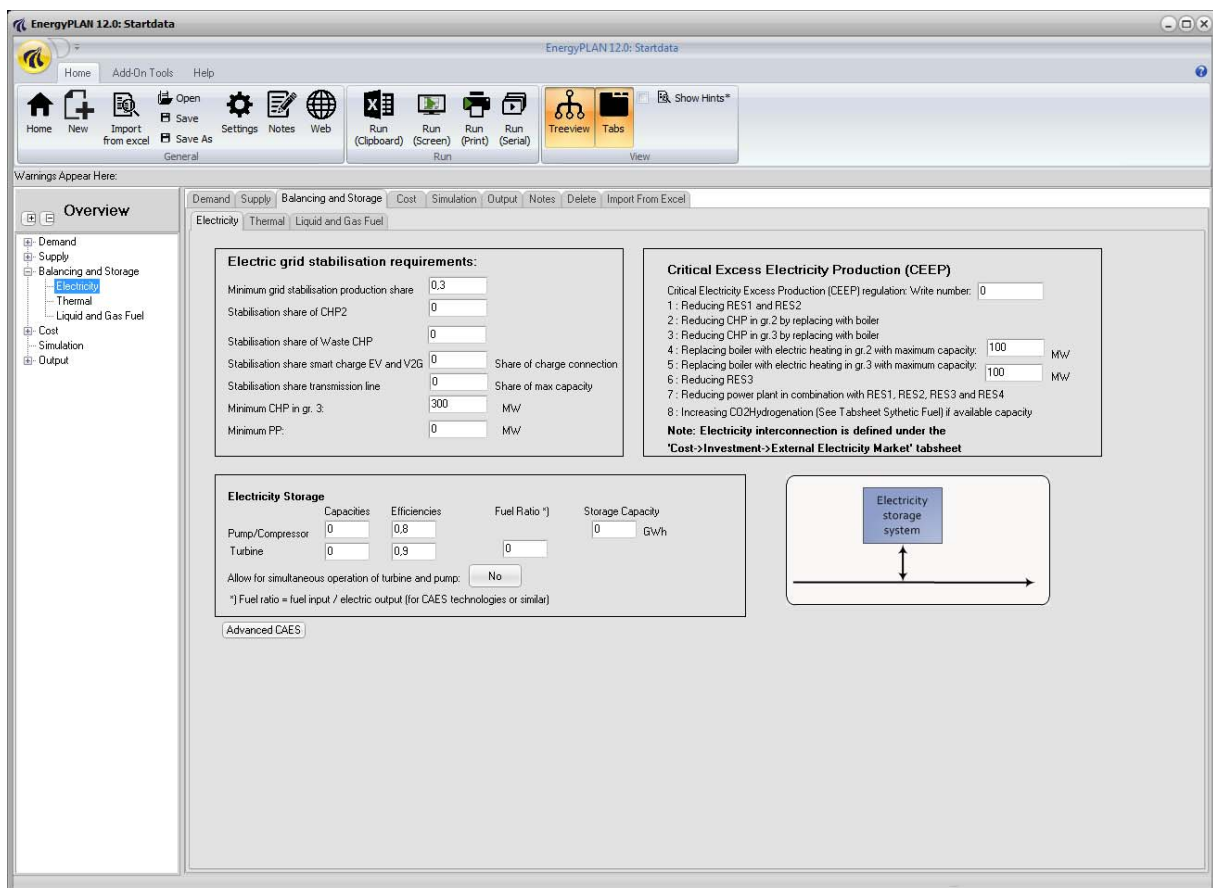 EnergyPLAN 12.0: Startdata
EnergyPLAN 12.0: Startdata
Home Add-On Tools Help
Home
New
Import from excel
Open
Save
Save As
Settings
Notes
Web
General
Run (Clipboard)
Run (Screen)
Run (Print)
Run (Serial)
Run
Treeview
Tabs
Show Hints*
View
Warnings Appear Here:
Overview
Demand
Supply
Balancing and Storage
Electricity
Thermal
Liquid and Gas Fuel
Cost
Simulation
Output
Demand Supply Balancing and Storage Cost Simulation Output Notes Delete Import From Excel
Electricity Thermal Liquid and Gas Fuel
Electric grid stabilisation requirements:
Minimum grid stabilisation production share 0,3
Stabilisation share of CHP2 0
Stabilisation share of Waste CHP 0
Stabilisation share smart charge EV and V2G 0 Share of charge connection
Stabilisation share transmission line 0 Share of max capacity
Minimum CHP in gr. 3: 300 MW
Minimum PP: 0 MW
Critical Excess Electricity Production (CEEP)
Critical Electricity Excess Production (CEEP) regulation: Write number: 0
1 : Reducing RES1 and RES2
2 : Reducing CHP in gr.2 by replacing with boiler
3 : Reducing CHP in gr.3 by replacing with boiler
4 : Replacing boiler with electric heating in gr.2 with maximum capacity: 100 MW
5 : Replacing boiler with electric heating in gr.3 with maximum capacity: 100 MW
6 : Reducing RES3
7 : Reducing power plant in combination with RES1, RES2, RES3 and RES4
8 : Increasing CO2Hydrogenation (See Tabsheet Sythetic Fuel) if available capacity
Note: Electricity interconnection is defined under the
'Cost->Investment->External Electricity Market' tabsheet
Electricity Storage
Capacities Efficiencies Fuel Ratio *) Storage Capacity
Pump/Compressor 0 0,8 0 GWh
Turbine 0 0,9 0
Allow for simultaneous operation of turbine and pump: No
*) Fuel ratio = fuel input / electric output (for CAES technologies or similar)
Electricity
storage
system
Advanced CAES